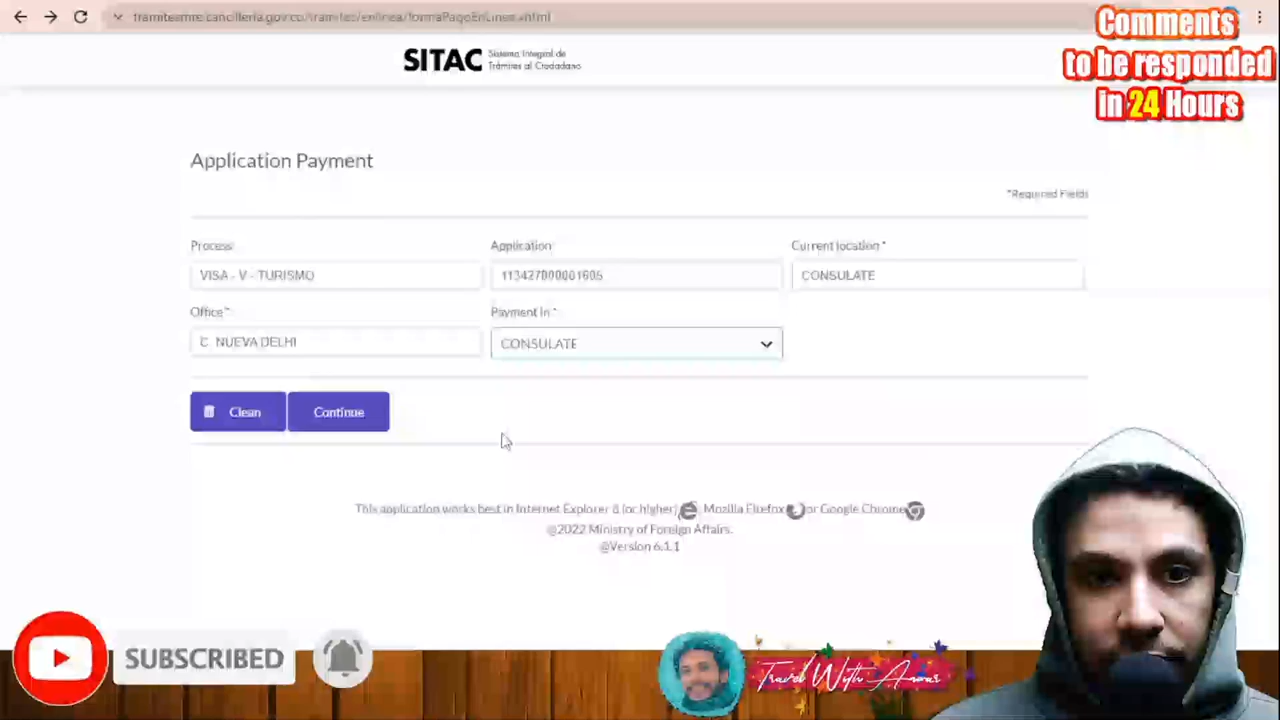 tramitesmre.cancilleria.gov.co/tramites/enlinea/formaPagoEnLinea.xhtml
Comments
to be responded
in 24 Hours
SITAC Sistema Integral de
Trámites al Ciudadano
Application Payment
*Required Fields
Process Application Current location *
VISA - V - TURISMO 113427000001605 CONSULATE
Office * Payment In *
C NUEVA DELHI CONSULATE
Clean Continue
This application works best in Internet Explorer 8 (or higher) Mozilla Firefox or Google Chrome
@2022 Ministry of Foreign Affairs.
@Version 6.1.1
SUBSCRIBED
Travel With Anwar